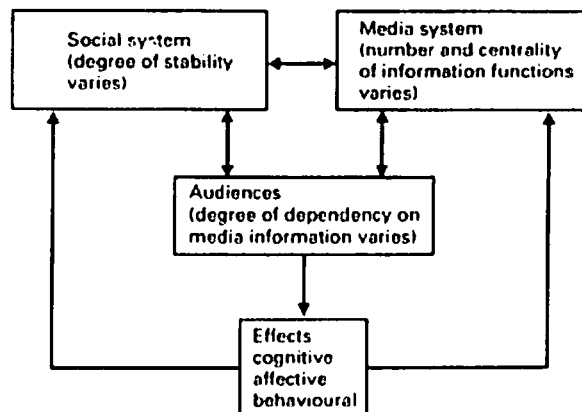 Social system
(degree of stability
varies)
Media system
(number and centrality
of information functions
varies)
Audiences
(degree of dependency on
media information varies)
Effects
cognitive
affective
behavioural